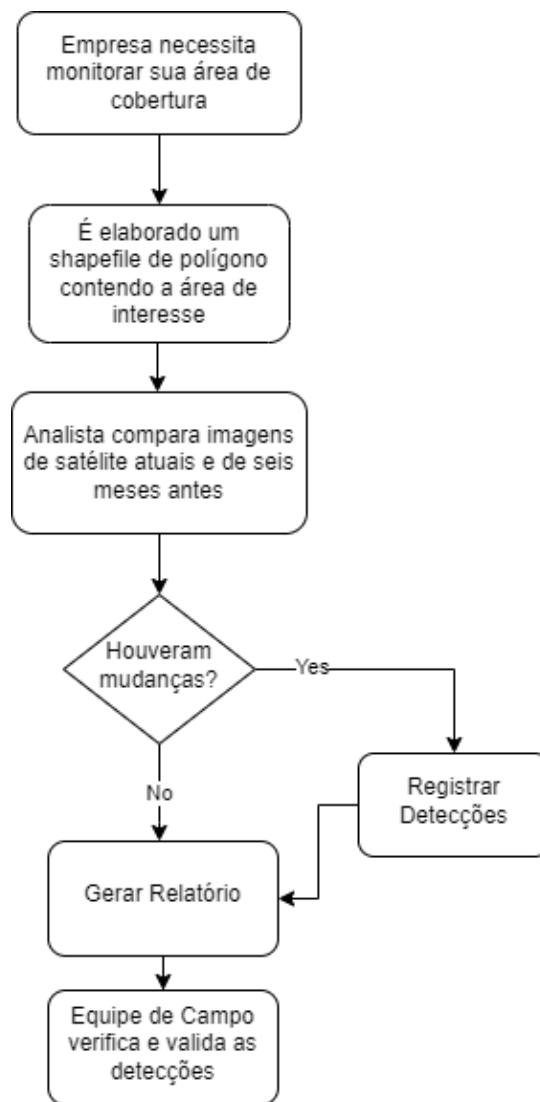 Empresa necessita
monitorar sua área de
cobertura
É elaborado um
shapefile de polígono
contendo a área de
interesse
Analista compara imagens
de satélite atuais e de seis
meses antes
Houveram
mudanças?
Yes
No
Registrar
Detecções
Gerar Relatório
Equipe de Campo
verifica e valida as
detecções